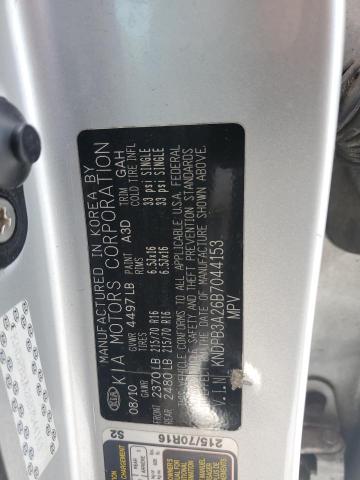 MANUFACTURED IN KOREA BY
KIA MOTORS CORPORATION
08/10 PAINT A3D TRIM GAH
GVWR 4497LB TIRES RIMS COLD TIRE INFL
GAWR
FRONT 2370LB 215/70 R16 6.5Jx16 33 psi SINGLE
REAR 2480LB 215/70 R16 6.5Jx16 33 psi SINGLE
THIS VEHICLE CONFORMS TO ALL APPLICABLE U.S.A. FEDERAL
MOTOR VEHICLE SAFETY AND THEFT PREVENTION STANDARDS
IN EFFECT ON THE DATE OF MANUFACTURE SHOWN ABOVE.
V.I.N KNDPB3A26B7044153
MPV
S2
215/70R16